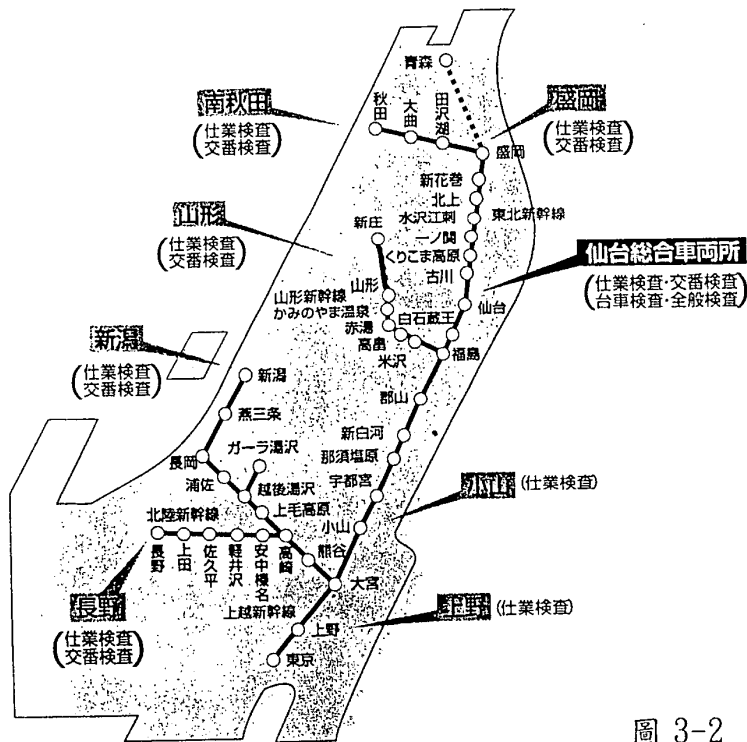 青森
南秋田
(仕業検査
交番検査)
秋田
大曲
田沢湖
盛岡
(仕業検査
交番検査)
盛岡
新花巻
北上
水沢江刺
東北新幹線
一ノ関
くりこま高原
古川
山形
(仕業検査
交番検査)
新庄
仙台総合車両所
(仕業検査・交番検査
台車検査・全般検査)
山形
山形新幹線
かみのやま温泉
赤湯
高畠
米沢
白石蔵王
仙台
福島
新潟
(仕業検査
交番検査)
新潟
燕三条
長岡
ガーラ湯沢
浦佐
越後湯沢
上毛高原
郡山
新白河
那須塩原
宇都宮
小山
小山(仕業検査)
北陸新幹線
長野
上田
佐久平
軽井沢
安中榛名
高崎
熊谷
大宮
長野
(仕業検査
交番検査)
上越新幹線
上野
上野(仕業検査)
東京
圖 3-2